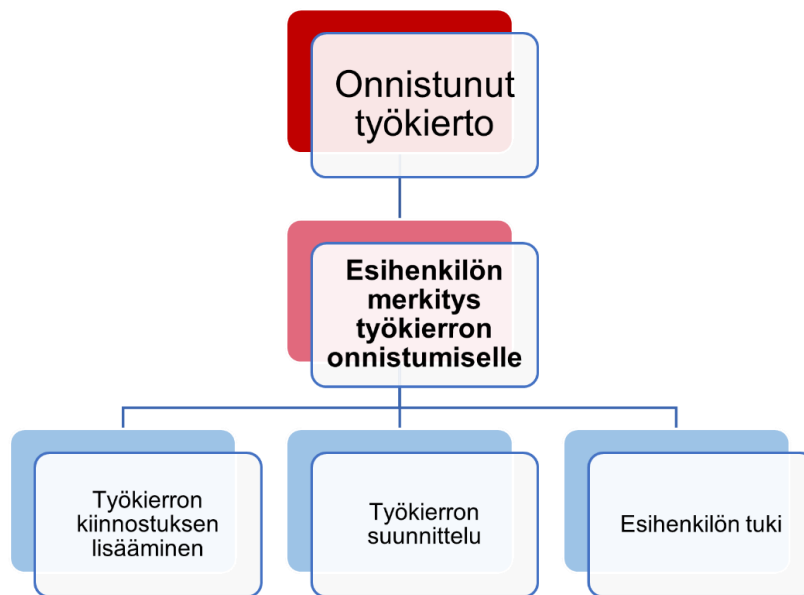 Onnistunut
työkierto
Esihenkilön
merkitys
työkierron
onnistumiselle
Työkierron
kiinnostuksen
lisääminen
Työkierron
suunnittelu
Esihenkilön tuki